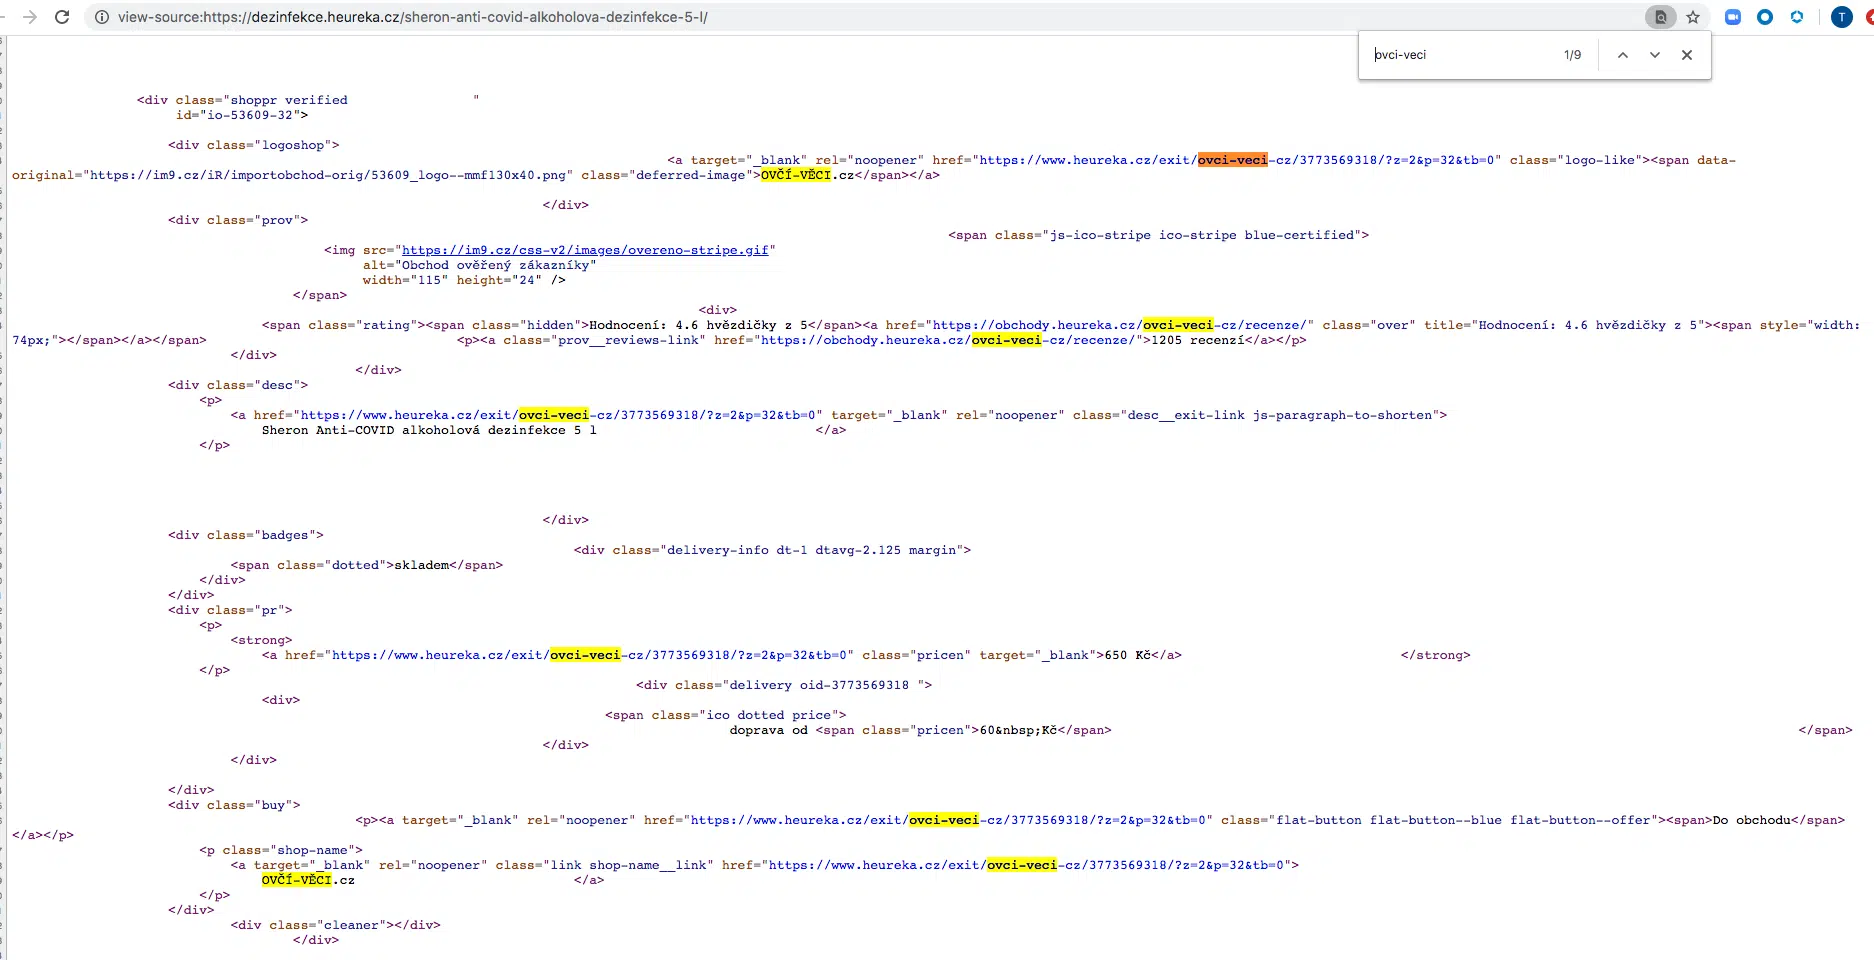 view-source:https://dezinfekce.heureka.cz/sheron-anti-covid-alkoholova-dezinfekce-5-l/
T
ovci-veci 1/9
<div class="shoppr verified "
id="io-53609-32">
<div class="logoshop">
<a target="_blank" rel="noopener" href="https://www.heureka.cz/exit/ovci-veci-cz/3773569318/?z=2&p=32&tb=0" class="logo-like"><span data-
original="https://im9.cz/iR/importobchod-orig/53609_logo--mmf130x40.png" class="deferred-image">OVČÍ-VĚCI.cz</span></a>
</div>
<div class="prov">
<span class="js-ico-stripe ico-stripe blue-certified">
<img src="https://im9.cz/css-v2/images/overeno-stripe.gif"
alt="Obchod ověřený zákazníky"
width="115" height="24" />
</span>
<div>
<span class="rating"><span class="hidden">Hodnocení: 4.6 hvězdičky z 5</span><a href="https://obchody.heureka.cz/ovci-veci-cz/recenze/" class="over" title="Hodnocení: 4.6 hvězdičky z 5"><span style="width:
74px;"></span></a></span> <p><a class="prov__reviews-link" href="https://obchody.heureka.cz/ovci-veci-cz/recenze/">1205 recenzí</a></p>
</div>
</div>
<div class="desc">
<p>
<a href="https://www.heureka.cz/exit/ovci-veci-cz/3773569318/?z=2&p=32&tb=0" target="_blank" rel="noopener" class="desc__exit-link js-paragraph-to-shorten">
Sheron Anti-COVID alkoholová dezinfekce 5 l </a>
</p>
</div>
<div class="badges">
<div class="delivery-info dt-1 dtavg-2.125 margin">
<span class="dotted">skladem</span>
</div>
</div>
<div class="pr">
<p>
<strong>
<a href="https://www.heureka.cz/exit/ovci-veci-cz/3773569318/?z=2&p=32&tb=0" class="pricen" target="_blank">650 Kč</a> </strong>
</p>
<div class="delivery oid-3773569318 ">
<div>
<span class="ico dotted price">
doprava od <span class="pricen">60&nbsp;Kč</span> </span>
</div>
</div>
</div>
<div class="buy">
<p><a target="_blank" rel="noopener" href="https://www.heureka.cz/exit/ovci-veci-cz/3773569318/?z=2&p=32&tb=0" class="flat-button flat-button--blue flat-button--offer"><span>Do obchodu</span>
</a></p>
<p class="shop-name">
<a target="_blank" rel="noopener" class="link shop-name__link" href="https://www.heureka.cz/exit/ovci-veci-cz/3773569318/?z=2&p=32&tb=0">
OVČÍ-VĚCI.cz </a>
</p>
</div>
<div class="cleaner"></div>
</div>